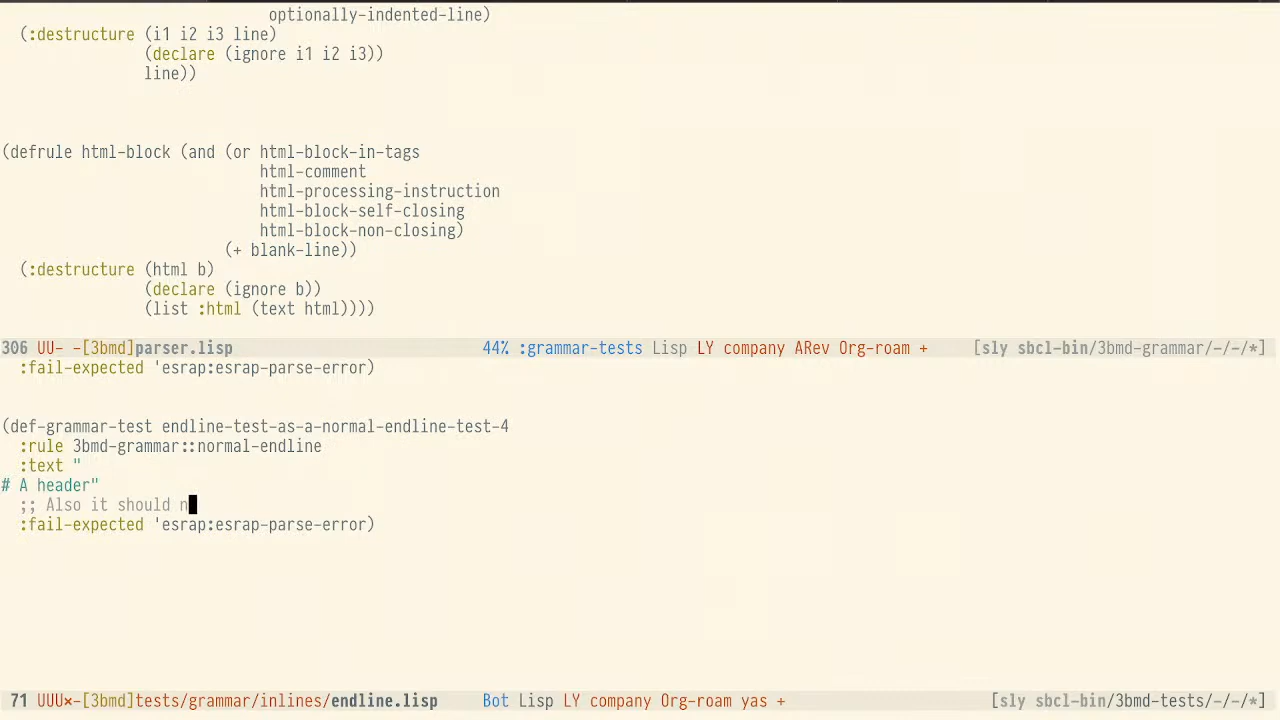 optionally-indented-line)
(:destructure (i1 i2 i3 line)
(declare (ignore i1 i2 i3))
line))
(defrule html-block (and (or html-block-in-tags
html-comment
html-processing-instruction
html-block-self-closing
html-block-non-closing)
(+ blank-line))
(:destructure (html b)
(declare (ignore b))
(list :html (text html))))
306 UU- -[3bmd]parser.lisp 44% :grammar-tests Lisp LY company ARev Org-roam + [sly sbcl-bin/3bmd-grammar/-/-/*]
:fail-expected 'esrap:esrap-parse-error)
(def-grammar-test endline-test-as-a-normal-endline-test-4
:rule 3bmd-grammar::normal-endline
:text "
# A header"
;; Also it should n
:fail-expected 'esrap:esrap-parse-error)
71 UUU×-[3bmd]tests/grammar/inlines/endline.lisp Bot Lisp LY company Org-roam yas + [sly sbcl-bin/3bmd-tests/-/-/*]